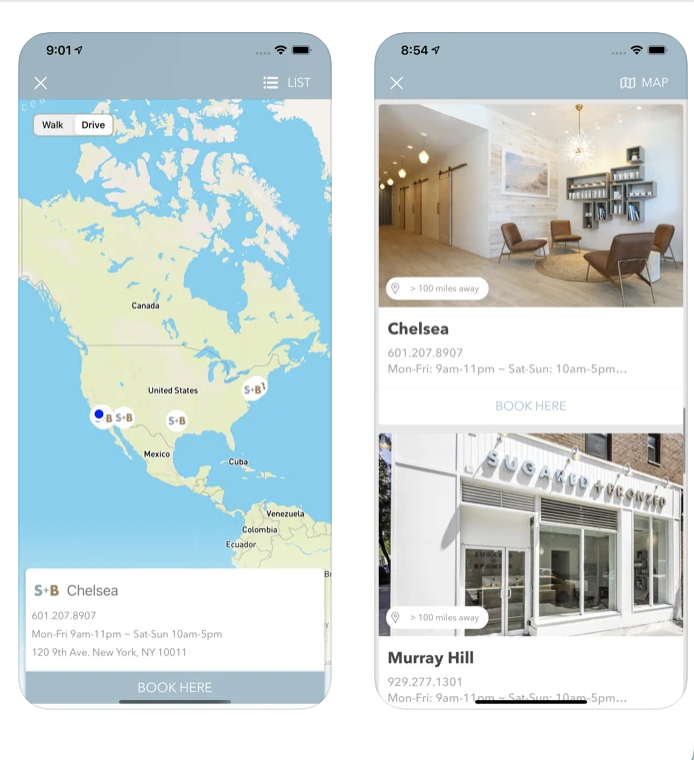 9:01
LIST
Walk
Drive
Canada
United States
S+B
B
S+B
S+B
Mexico
Cuba
Venezuela
Colombia
Ecuador
S+B Chelsea
601.207.8907
Mon-Fri 9am-11pm ~ Sat-Sun 10am-5pm
120 9th Ave. New York, NY 10011
BOOK HERE
8:54
MAP
> 100 miles away
Chelsea
601.207.8907
Mon-Fri: 9am-11pm ~ Sat-Sun: 10am-5pm...
BOOK HERE
SUGARED + BRONZED
> 100 miles away
Murray Hill
929.277.1301
Mon-Fri: 9am-11pm ~ Sat-Sun: 10am-5pm...